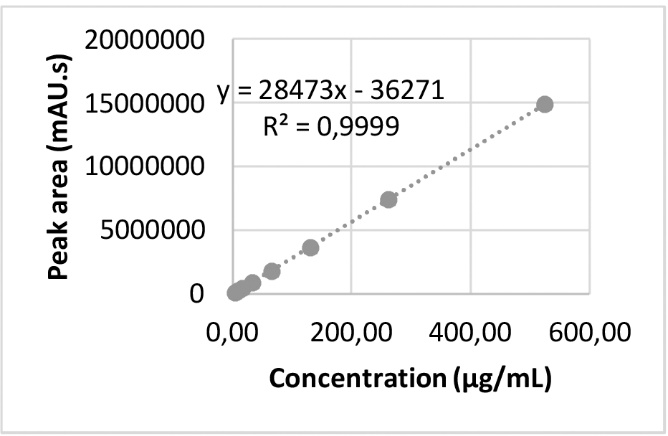 20000000
y = 28473x - 36271
15000000
R² = 0,9999
10000000
5000000
0
Peak area (mAU.s)
0,00 200,00 400,00 600,00
Concentration (µg/mL)